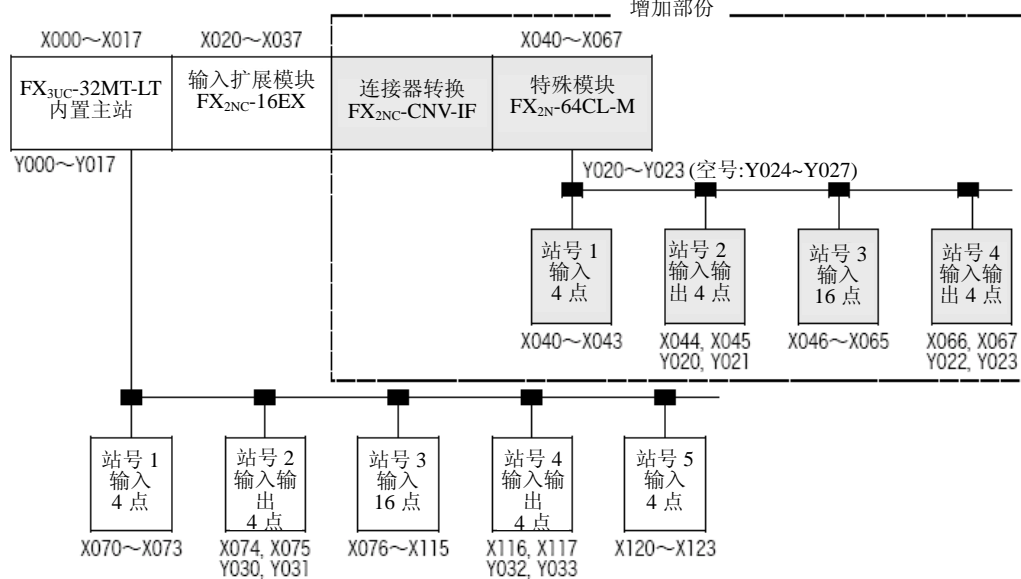 增加部份
X000～X017
X020～X037
X040～X067
FX3UC-32MT-LT
内置主站
输入扩展模块
FX2NC-16EX
连接器转换
FX2NC-CNV-IF
特殊模块
FX2N-64CL-M
Y000～Y017
Y020～Y023 (空号:Y024~Y027)
站号 1
输入
4 点
站号 2
输入输
出 4 点
站号 3
输入
16 点
站号 4
输入输
出 4 点
X040～X043
X044, X045
Y020, Y021
X046～X065
X066, X067
Y022, Y023
站号 1
输入
4 点
站号 2
输入输
出
4 点
站号 3
输入
16 点
站号 4
输入输
出
4 点
站号 5
输入
4 点
X070～X073
X074, X075
Y030, Y031
X076～X115
X116, X117
Y032, Y033
X120～X123